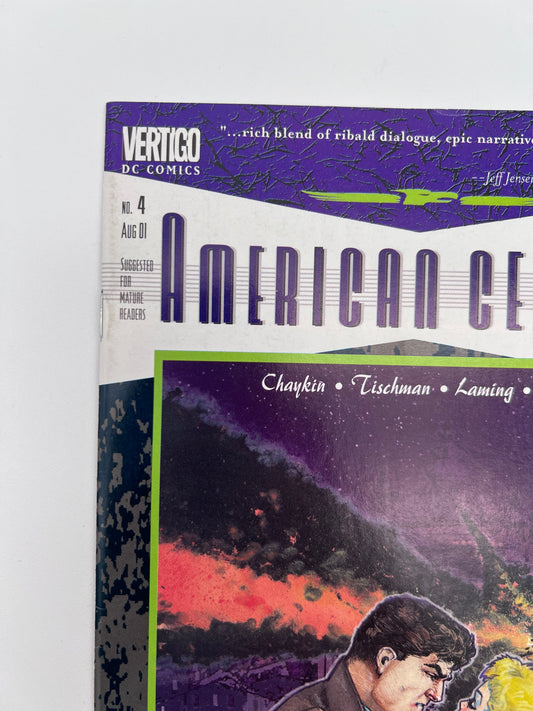 VERTIGO
DC COMICS
"...rich blend of ribald dialogue, epic narrative
---Jeff Jensen
NO. 4
AUG 01
SUGGESTED
FOR
MATURE
READERS
AMERICAN CE
Chaykin • Tischman • Laming •